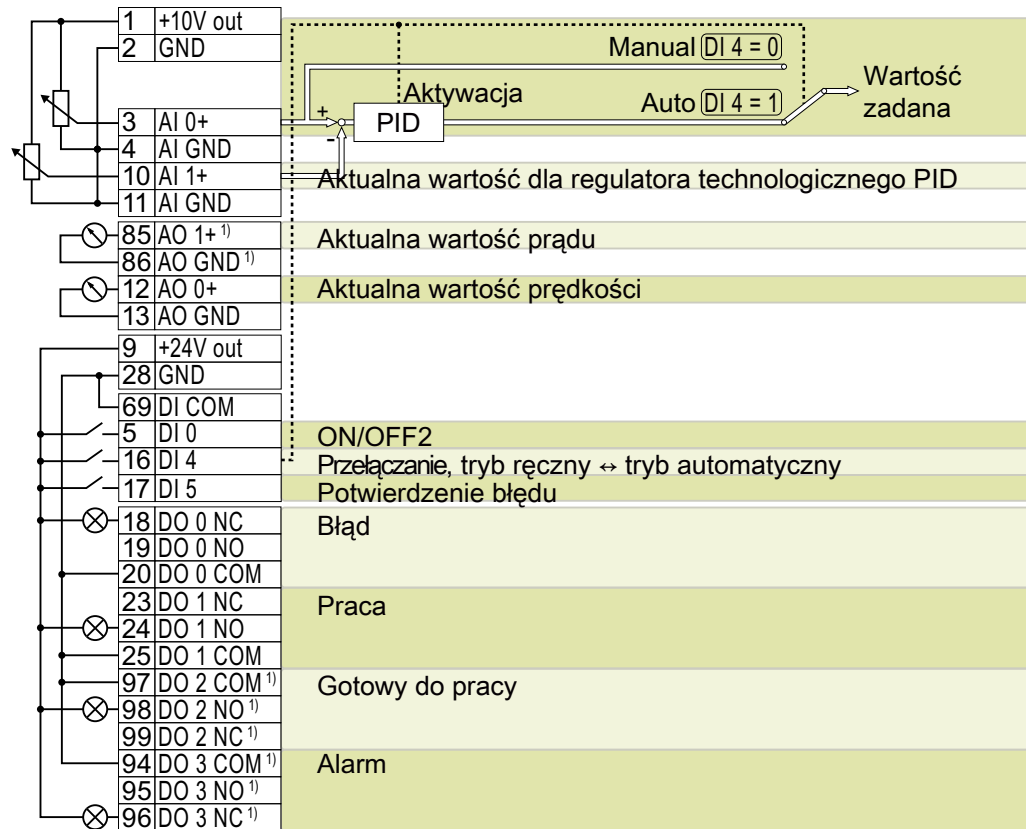 1 +10V out
2 GND
Manual DI 4 = 0
Wartość
zadana
Aktywacja
Auto DI 4 = 1
+
PID
-
3 AI 0+
4 AI GND
10 AI 1+ Aktualna wartość dla regulatora technologicznego PID
11 AI GND
85 AO 1+ 1) Aktualna wartość prądu
86 AO GND 1)
12 AO 0+ Aktualna wartość prędkości
13 AO GND
9 +24V out
28 GND
69 DI COM
5 DI 0 ON/OFF2
16 DI 4 Przełączanie, tryb ręczny ↔ tryb automatyczny
17 DI 5 Potwierdzenie błędu
18 DO 0 NC Błąd
19 DO 0 NO
20 DO 0 COM
23 DO 1 NC Praca
24 DO 1 NO
25 DO 1 COM
97 DO 2 COM 1) Gotowy do pracy
98 DO 2 NO 1)
99 DO 2 NC 1)
94 DO 3 COM 1) Alarm
95 DO 3 NO 1)
96 DO 3 NC 1)